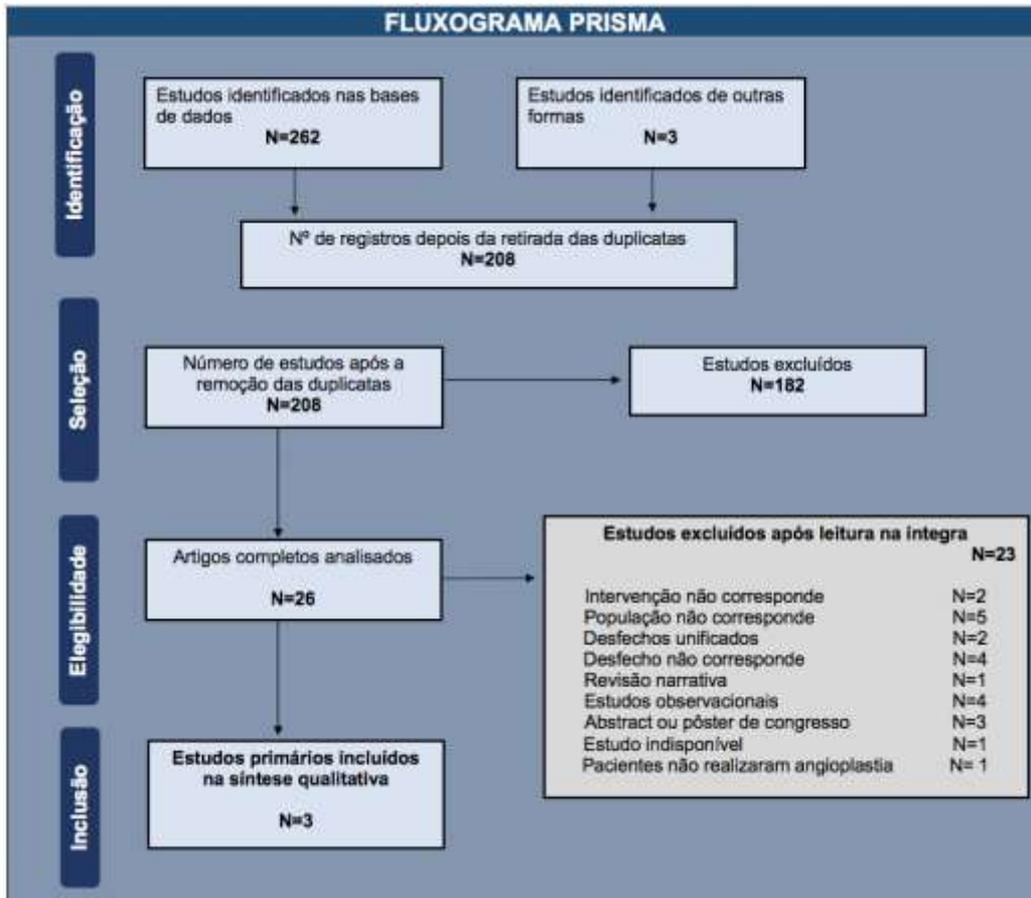 FLUXOGRAMA PRISMA
Identificação
Estudos identificados nas bases
de dados
N=262
Estudos identificados de outras
formas
N=3
Nº de registros depois da retirada das duplicatas
N=208
Seleção
Número de estudos após a
remoção das duplicatas
N=208
Estudos excluídos
N=182
Elegibilidade
Artigos completos analisados
N=26
Estudos excluídos após leitura na íntegra
N=23
Intervenção não corresponde N=2
População não corresponde N=5
Desfechos unificados N=2
Desfecho não corresponde N=4
Revisão narrativa N=1
Estudos observacionais N=4
Abstract ou pôster de congresso N=3
Estudo indisponível N=1
Pacientes não realizaram angioplastia N= 1
Inclusão
Estudos primários incluídos
na síntese qualitativa
N=3